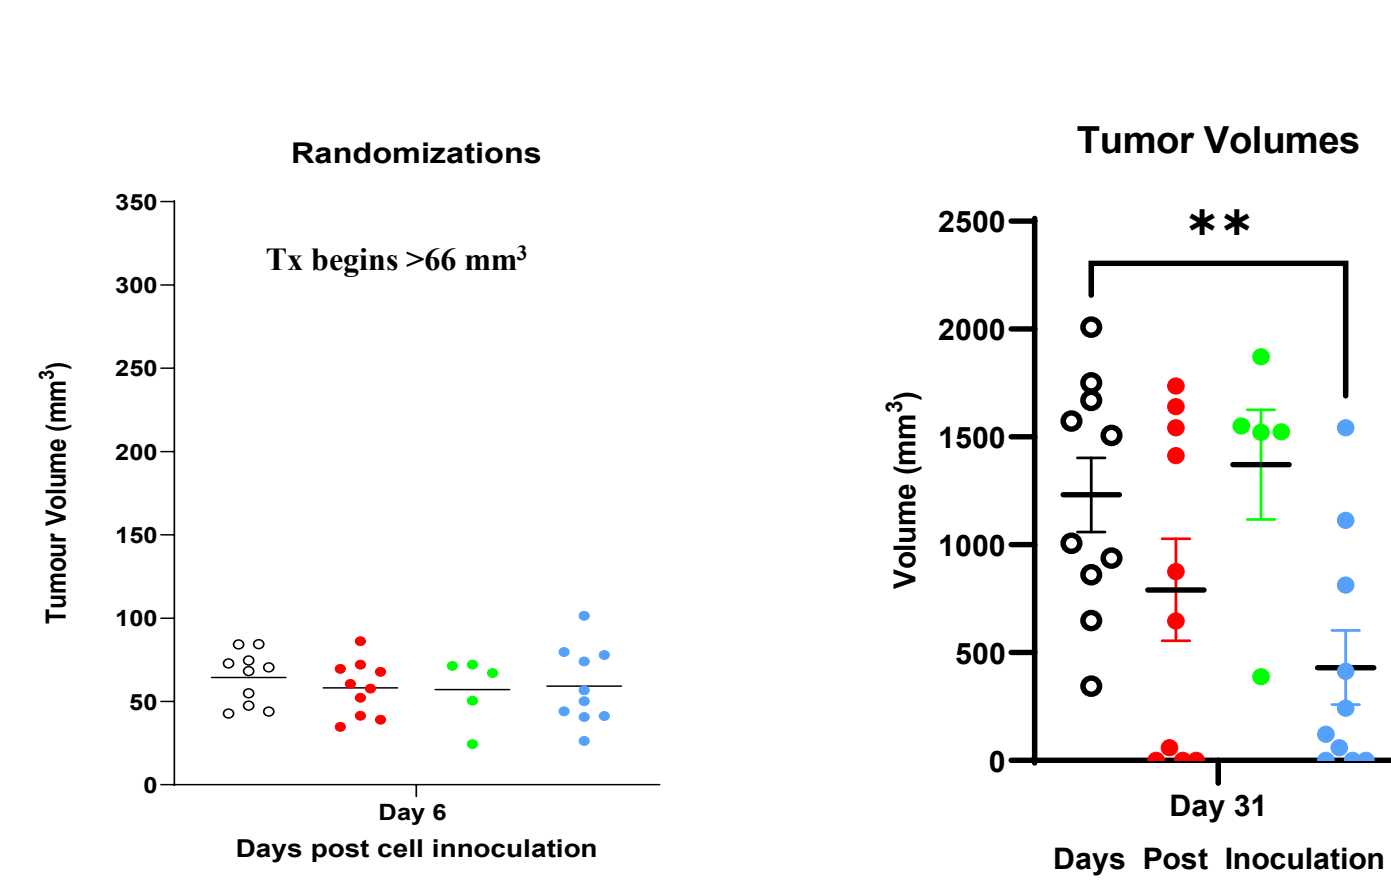 Randomizations
Tx begins >66 mm³
Tumour Volume (mm³)
350
300
250
200
150
100
50
0
Day 6
Days post cell innoculation
Tumor Volumes
**
Volume (mm³)
2500
2000
1500
1000
500
0
Day 31
Days Post Inoculation